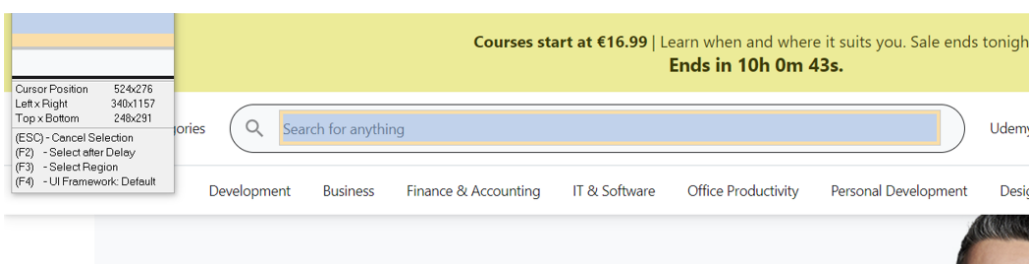 Courses start at €16.99 | Learn when and where it suits you. Sale ends tonigh
Ends in 10h 0m 43s.
Cursor Position 524x276
Left x Right 340x1157
Top x Bottom 248x291
(ESC) - Cancel Selection
(F2) - Select after Delay
(F3) - Select Region
(F4) - UI Framework: Default
ories
Search for anything
Udemy
Development Business Finance & Accounting IT & Software Office Productivity Personal Development Desig